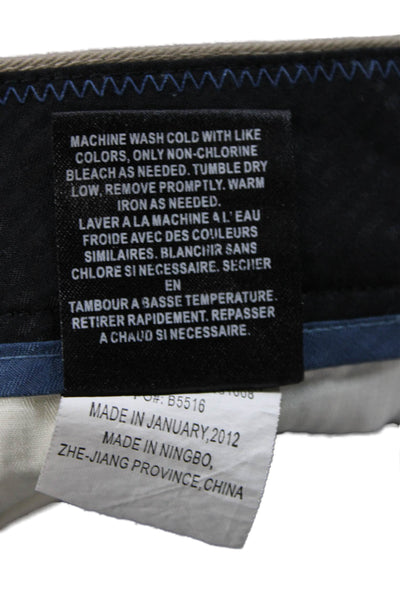 MACHINE WASH COLD WITH LIKE
COLORS, ONLY NON-CHLORINE
BLEACH AS NEEDED. TUMBLE DRY
LOW, REMOVE PROMPTLY. WARM
IRON AS NEEDED.
LAVER A LA MACHINE A L' EAU
FROIDE AVEC DES COULEURS
SIMILAIRES. BLANCHIR SANS
CHLORE SI NECESSAIRE. SECHER
EN
TAMBOUR A BASSE TEMPERATURE.
RETIRER RAPIDEMENT. REPASSER
A CHAUD SI NECESSAIRE.
B5516
MADE IN JANUARY,2012
MADE IN NINGBO,
ZHE-JIANG PROVINCE,CHINA